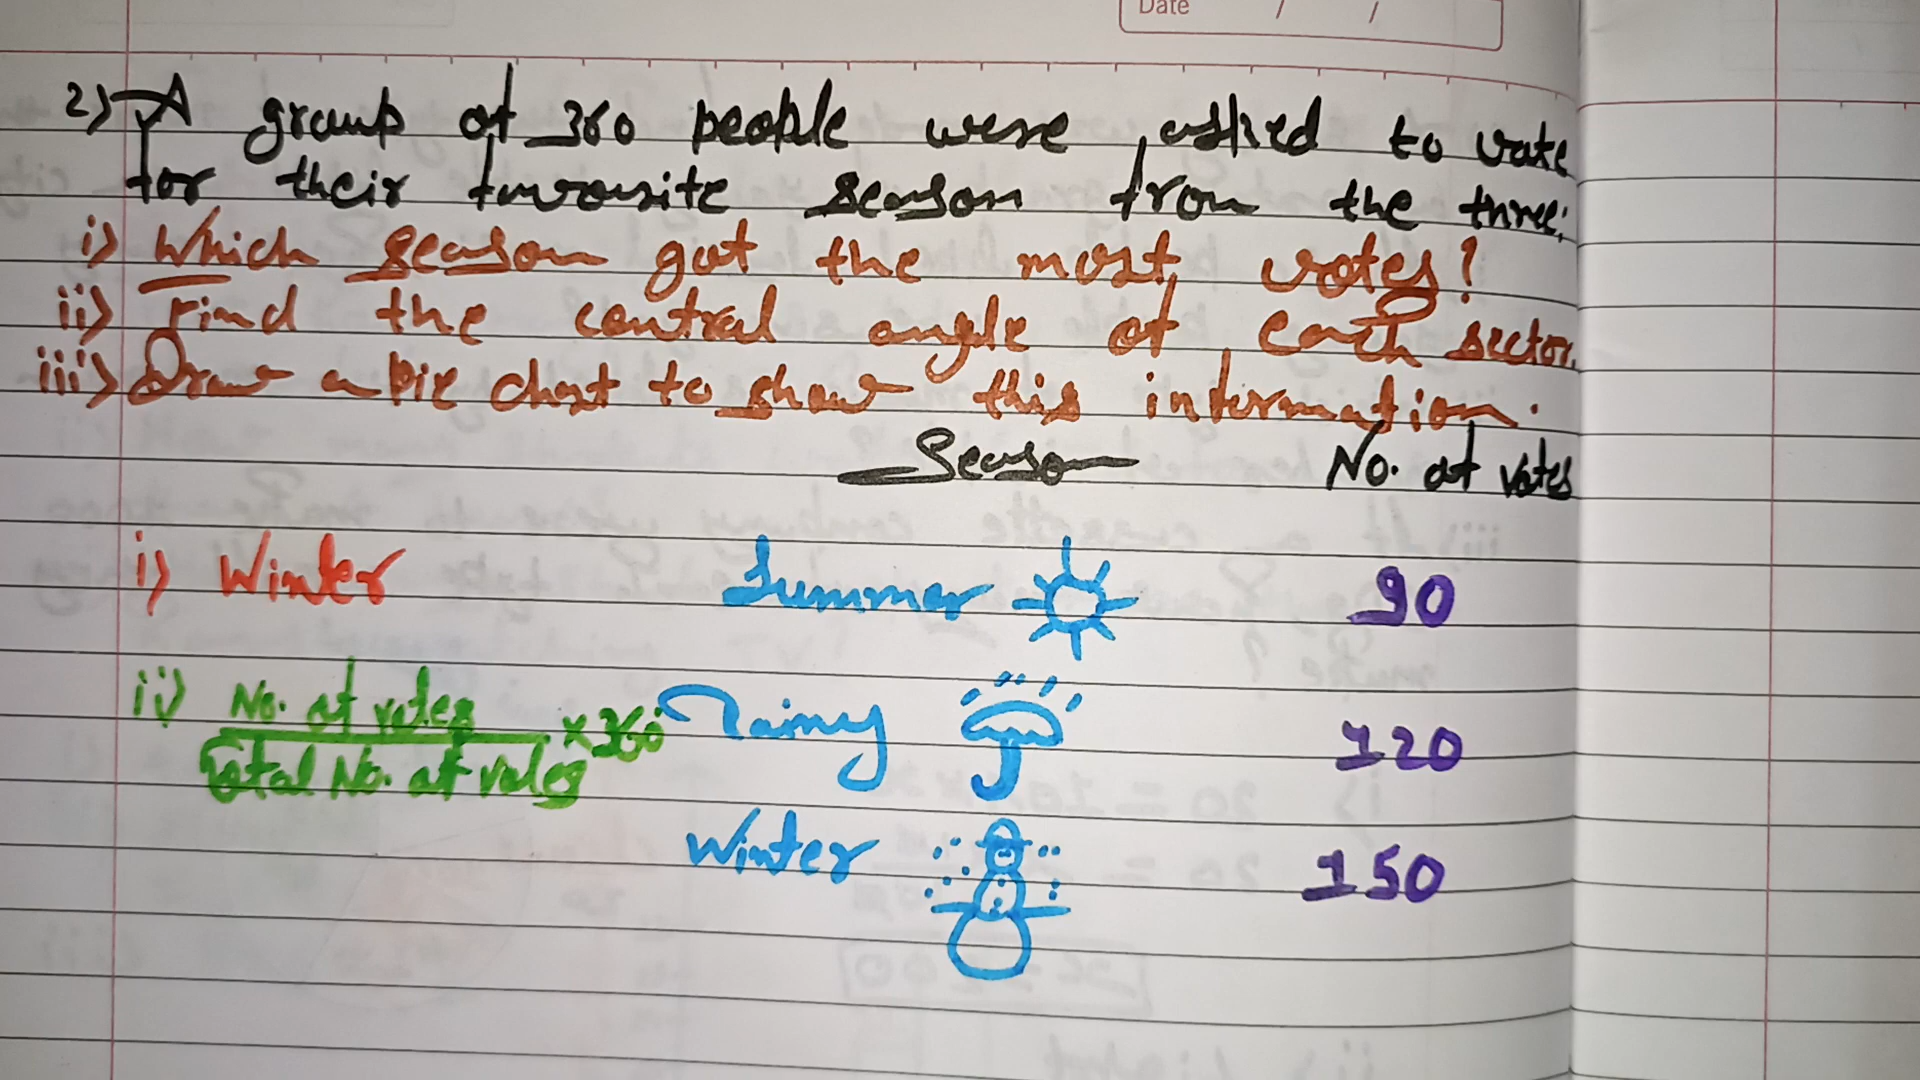 Date / /
2) A group of 360 people were asked to vote
for their favourite season from the three:
i) Which season got the most votes?
ii) Find the central angle of each sector.
iii) Draw a pie chart to show this information.
Season No. of votes
i) Winter Summer 90
ii) No. of votes ×360° Rainy 120
Total No. of votes
Winter 150